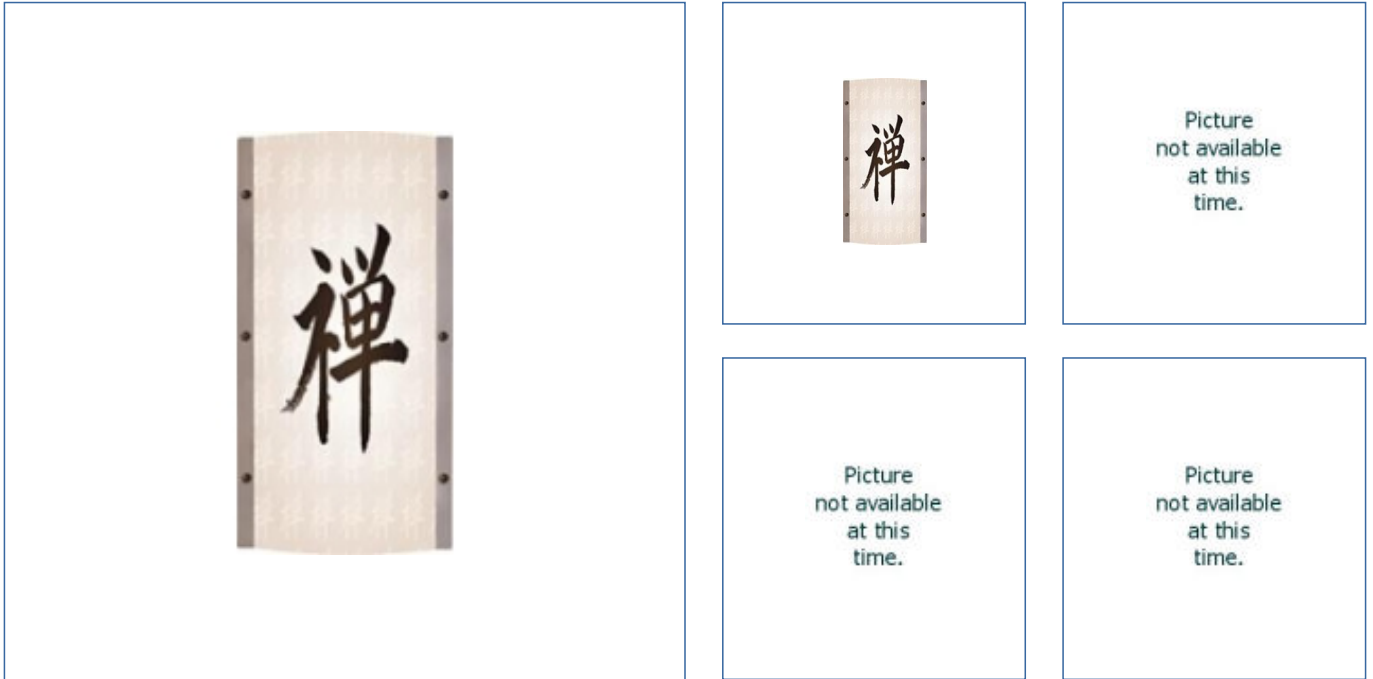 禅
禅
Picture
not available
at this
time.
Picture
not available
at this
time.
Picture
not available
at this
time.